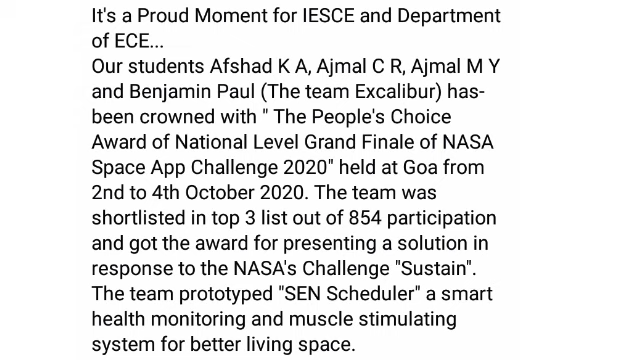 It's a Proud Moment for IESCE and Department
of ECE...
Our students Afshad K A, Ajmal C R, Ajmal M Y
and Benjamin Paul (The team Excalibur) has-
been crowned with " The People's Choice
Award of National Level Grand Finale of NASA
Space App Challenge 2020" held at Goa from
2nd to 4th October 2020. The team was
shortlisted in top 3 list out of 854 participation
and got the award for presenting a solution in
response to the NASA's Challenge "Sustain".
The team prototyped "SEN Scheduler" a smart
health monitoring and muscle stimulating
system for better living space.